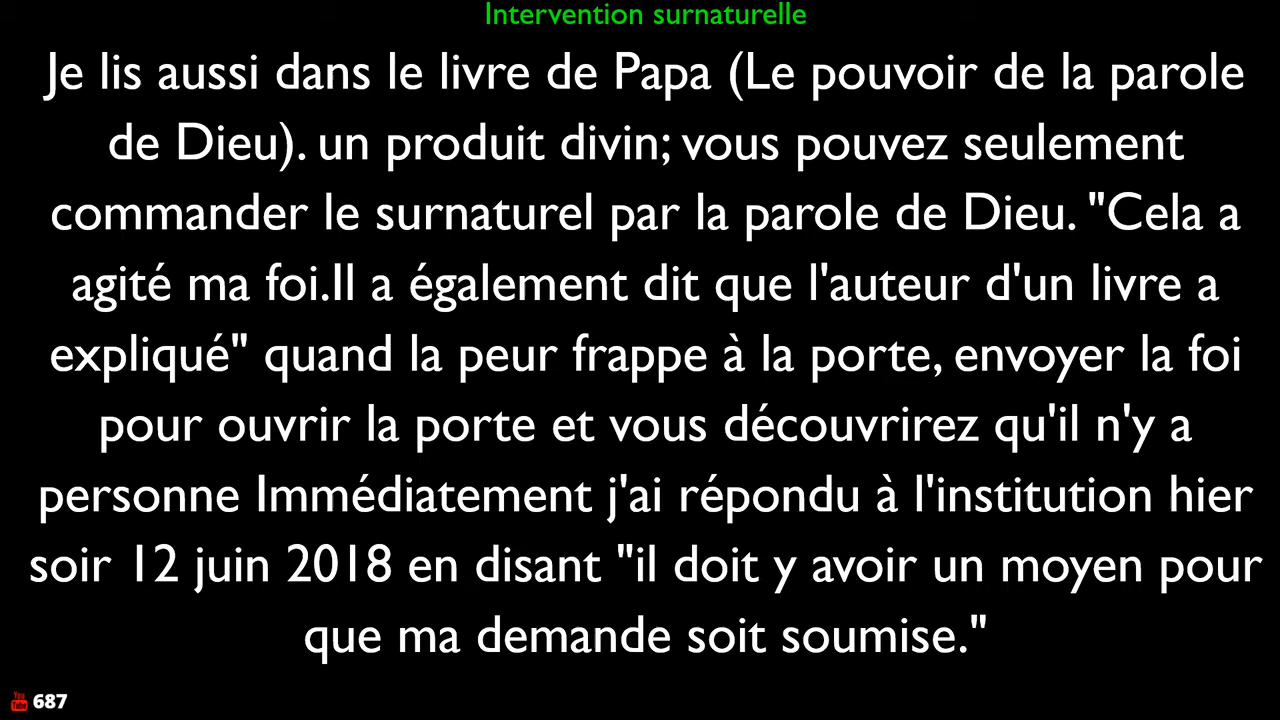 Intervention surnaturelle
Je lis aussi dans le livre de Papa (Le pouvoir de la parole
de Dieu). un produit divin; vous pouvez seulement
commander le surnaturel par la parole de Dieu. "Cela a
agité ma foi.Il a également dit que l'auteur d'un livre a
expliqué" quand la peur frappe à la porte, envoyer la foi
pour ouvrir la porte et vous découvrirez qu'il n'y a
personne Immédiatement j'ai répondu à l'institution hier
soir 12 juin 2018 en disant "il doit y avoir un moyen pour
que ma demande soit soumise."
You
Tube 687